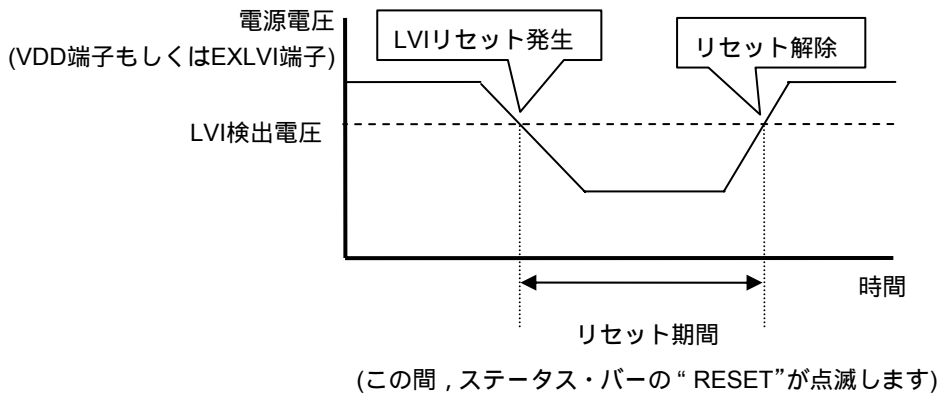 電源電圧
(VDD端子もしくはEXLVI端子)
LVIリセット発生
リセット解除
LVI検出電圧
時間
リセット期間
(この間 , ステータス・バーの “ RESET”が点滅します)